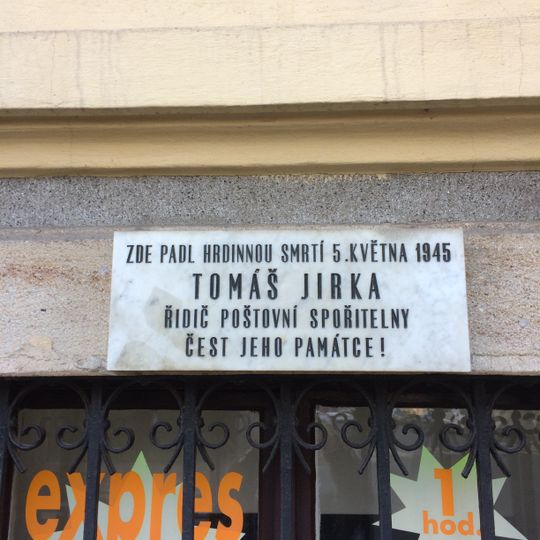 ZDE PADL HRDINNOU SMRTÍ 5. KVĚTNA 1945
TOMÁŠ JIRKA
ŘIDIČ POŠTOVNÍ SPOŘITELNY
ČEST JEHO PAMÁTCE!
expres
1
hod.